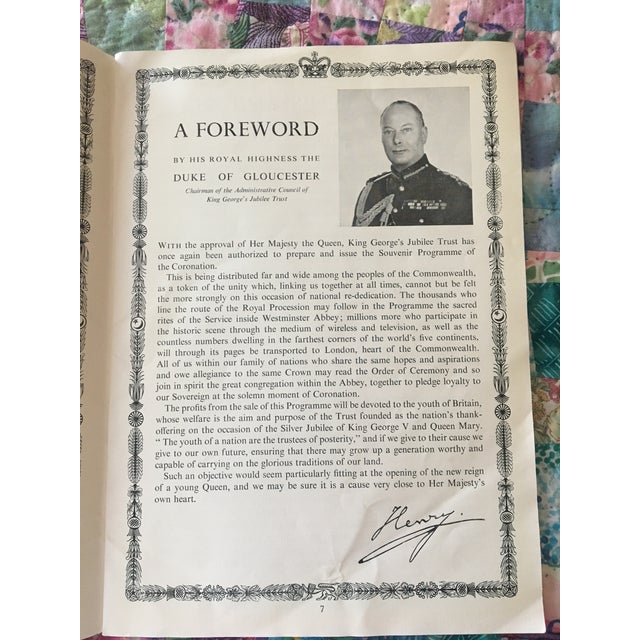 A FOREWORD
BY HIS ROYAL HIGHNESS THE
DUKE OF GLOUCESTER
Chairman of the Administrative Council of
King George's Jubilee Trust
WITH the approval of Her Majesty the Queen, King George's Jubilee Trust has
once again been authorized to prepare and issue the Souvenir Programme of
the Coronation.
This is being distributed far and wide among the peoples of the Commonwealth,
as a token of the unity which, linking us together at all times, cannot but be felt
the more strongly on this occasion of national re-dedication. The thousands who
line the route of the Royal Procession may follow in the Programme the sacred
rites of the Service inside Westminster Abbey; millions more who participate in
the historic scene through the medium of wireless and television, as well as the
countless numbers dwelling in the farthest corners of the world's five continents,
will through its pages be transported to London, heart of the Commonwealth.
All of us within our family of nations who share the same hopes and aspirations
and owe allegiance to the same Crown may read the Order of Ceremony and so
join in spirit the great congregation within the Abbey, together to pledge loyalty to
our Sovereign at the solemn moment of Coronation.
The profits from the sale of this Programme will be devoted to the youth of Britain,
whose welfare is the aim and purpose of the Trust founded as the nation's thank-
offering on the occasion of the Silver Jubilee of King George V and Queen Mary.
" The youth of a nation are the trustees of posterity," and if we give to their cause we
give to our own future, ensuring that there may grow up a generation worthy and
capable of carrying on the glorious traditions of our land.
Such an objective would seem particularly fitting at the opening of the new reign
of a young Queen, and we may be sure it is a cause very close to Her Majesty's
own heart.
Henry.
7